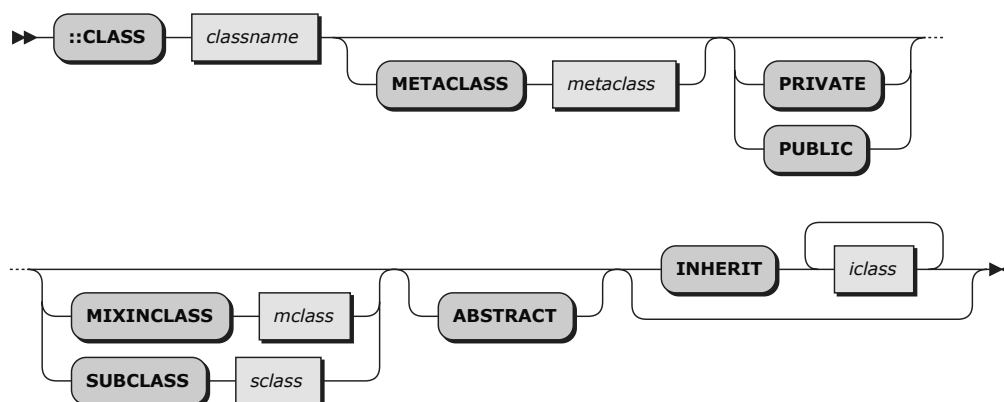 ::CLASS classname
METACLASS metaclass PRIVATE
PUBLIC
INHERIT iclass
MIXINCLASS mclass ABSTRACT
SUBCLASS sclass